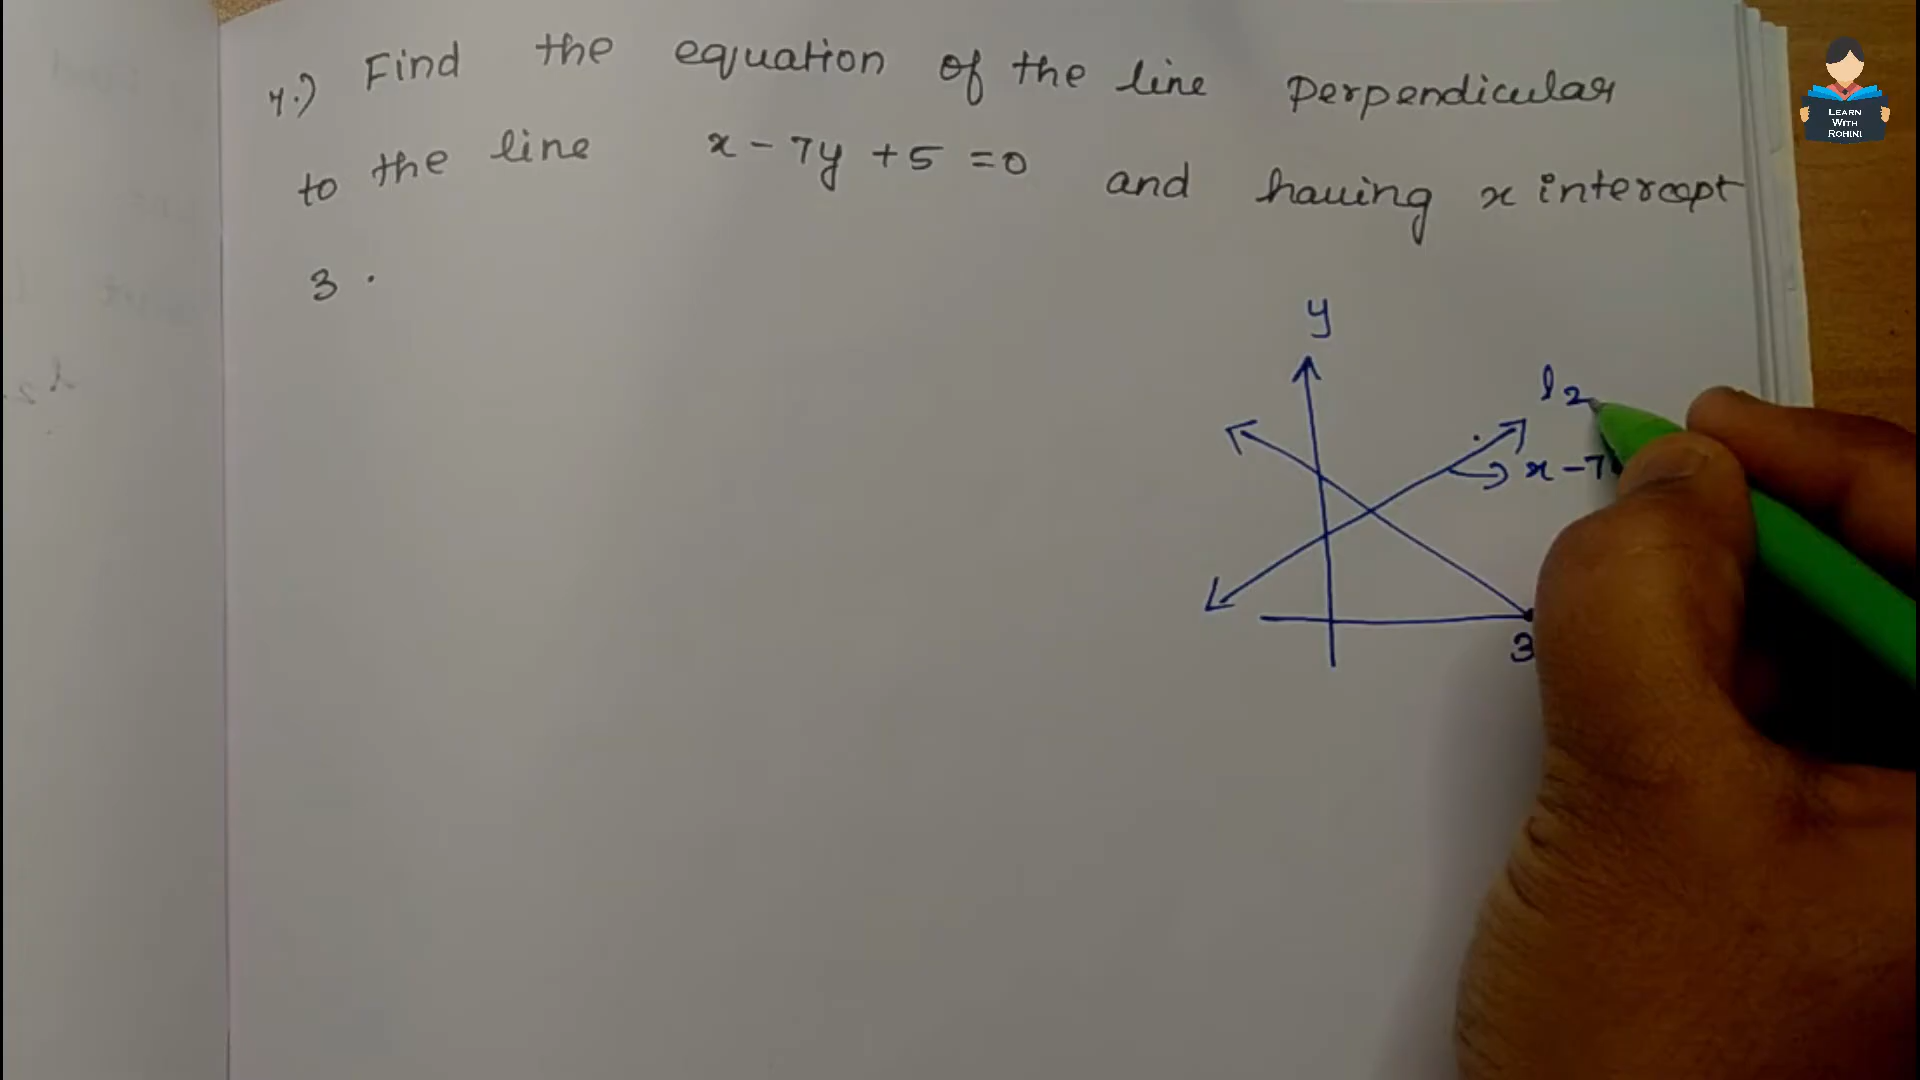 4.) Find the equation of the line perpendicular
to the line x - 7y + 5 = 0 and having x intercept
3 .
y
l2
x - 7
3
LEARN
WITH
ROHINI